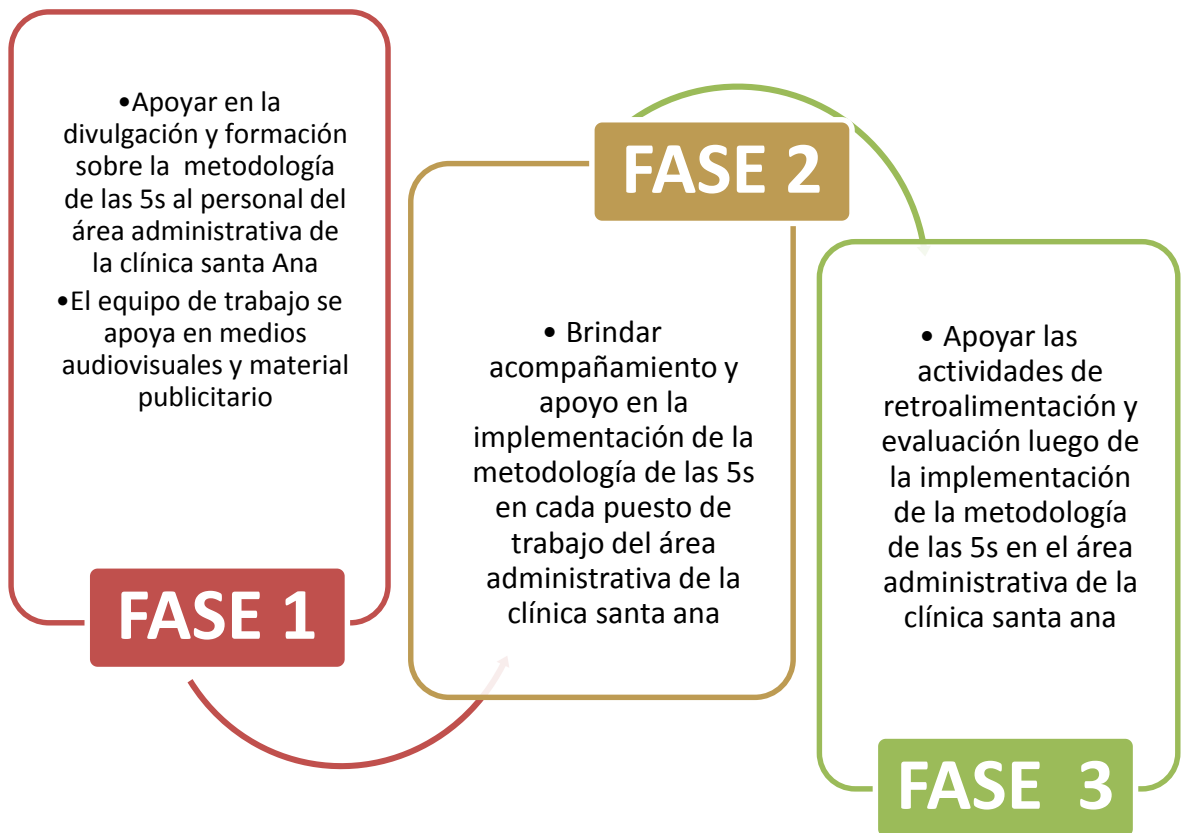 •Apoyar en la
divulgación y formación
sobre la metodología
de las 5s al personal del
área administrativa de
la clínica santa Ana
•El equipo de trabajo se
apoya en medios
audiovisuales y material
publicitario
FASE 1
FASE 2
• Brindar
acompañamiento y
apoyo en la
implementación de la
metodología de las 5s
en cada puesto de
trabajo del área
administrativa de la
clínica santa ana
• Apoyar las
actividades de
retroalimentación y
evaluación luego de
la implementación
de la metodología
de las 5s en el área
administrativa de la
clínica santa ana
FASE 3